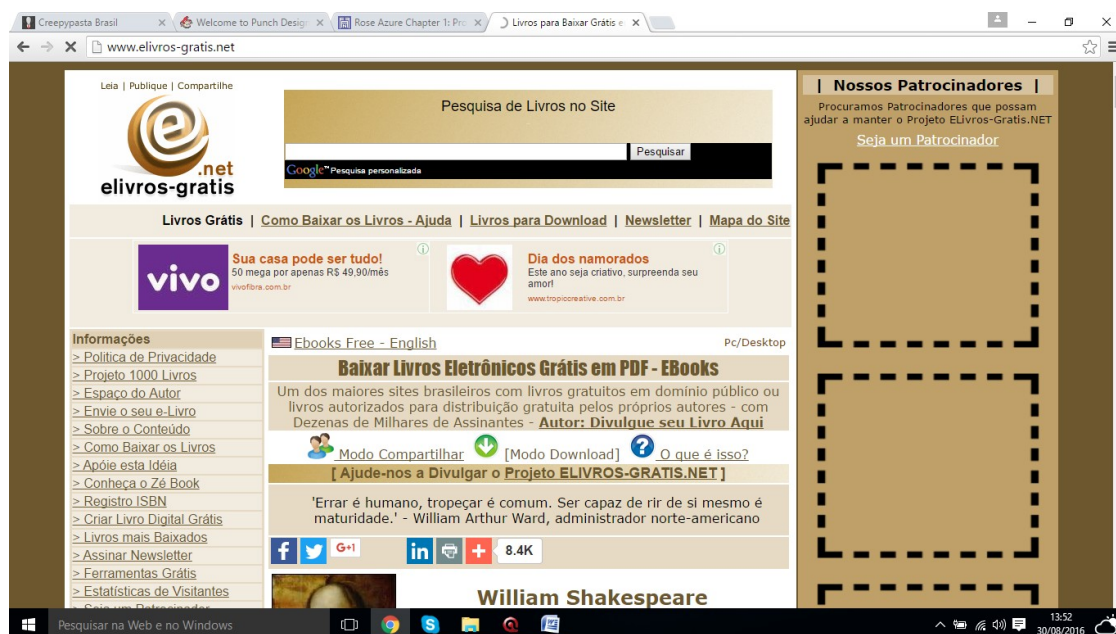 Creepypasta Brasil
Welcome to Punch Desig
Rose Azure Chapter 1: Pr
Livros para Baixar Grátis e
www.elivros-gratis.net
Leia | Publique | Compartilhe
e
.net
elivros-gratis
Pesquisa de Livros no Site
Pesquisar
Google™ Pesquisa personalizada
Livros Grátis | Como Baixar os Livros - Ajuda | Livros para Download | Newsletter | Mapa do Site
vivo
Sua casa pode ser tudo!
50 mega por apenas R$ 49,90/mês
vivofibra.com.br
Dia dos namorados
Este ano seja criativo, surpreenda seu
amor!
www.tropiccreative.com.br
Informações
> Politica de Privacidade
> Projeto 1000 Livros
> Espaço do Autor
> Envie o seu e-Livro
> Sobre o Conteúdo
> Como Baixar os Livros
> Apóie esta Idéia
> Conheça o Zé Book
> Registro ISBN
> Criar Livro Digital Grátis
> Livros mais Baixados
> Assinar Newsletter
> Ferramentas Grátis
> Estatísticas de Visitantes
> Seja um Patrocinador
Ebooks Free - English
Pc/Desktop
Baixar Livros Eletrônicos Grátis em PDF - EBooks
Um dos maiores sites brasileiros com livros gratuitos em domínio público ou
livros autorizados para distribuição gratuita pelos próprios autores - com
Dezenas de Milhares de Assinantes - Autor: Divulgue seu Livro Aqui
Modo Compartilhar [Modo Download] ? O que é isso?
[ Ajude-nos a Divulgar o Projeto ELIVROS-GRATIS.NET ]
'Errar é humano, tropeçar é comum. Ser capaz de rir de si mesmo é
maturidade.' - William Arthur Ward, administrador norte-americano
f G+1 in + 8.4K
William Shakespeare
| Nossos Patrocinadores |
Procuramos Patrocinadores que possam
ajudar a manter o Projeto ELivros-Gratis.NET
Seja um Patrocinador
Pesquisar na Web e no Windows
13:52
30/08/2016